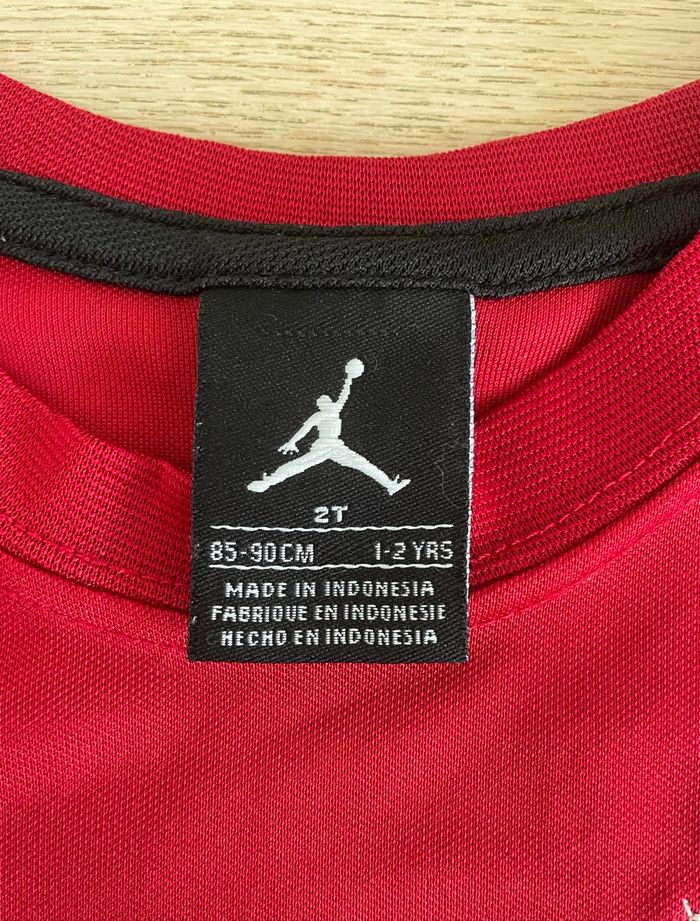 2T
85-90CM 1-2 YRS
MADE IN INDONESIA
FABRIQUE EN INDONESIE
HECHO EN INDONESIA